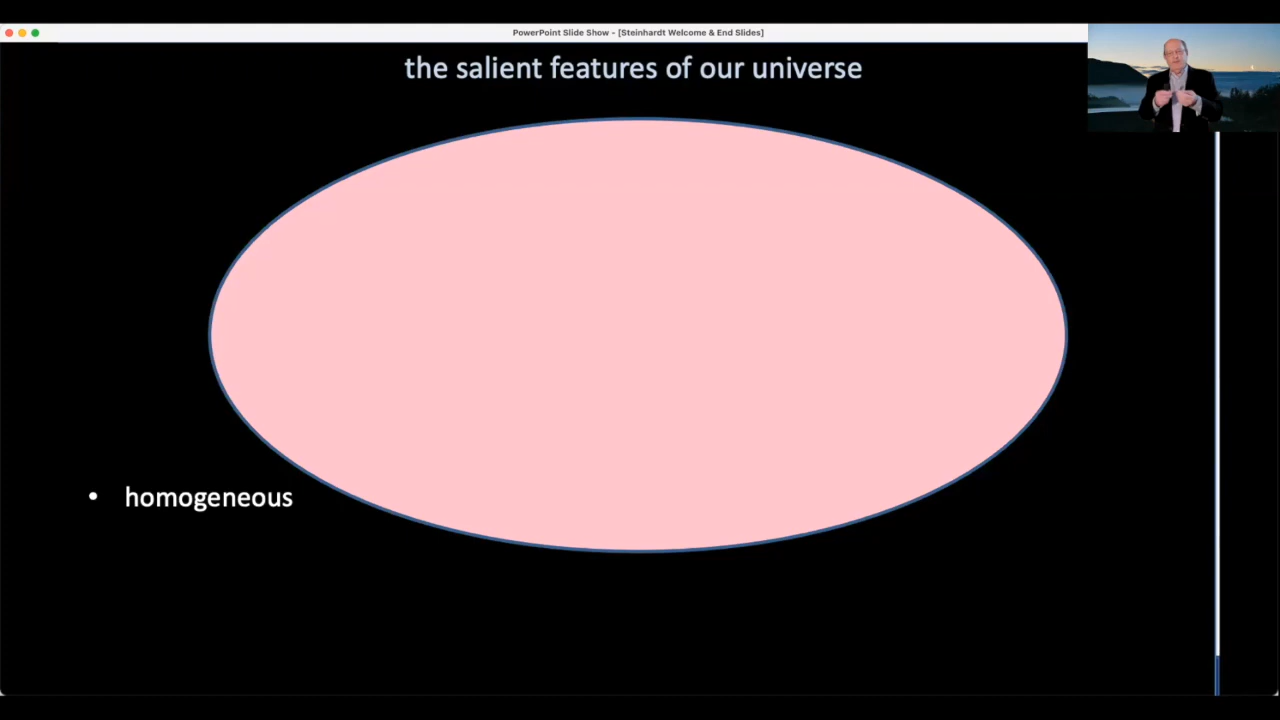 PowerPoint Slide Show - [Steinhardt Welcome & End Slides]
the salient features of our universe
• homogeneous